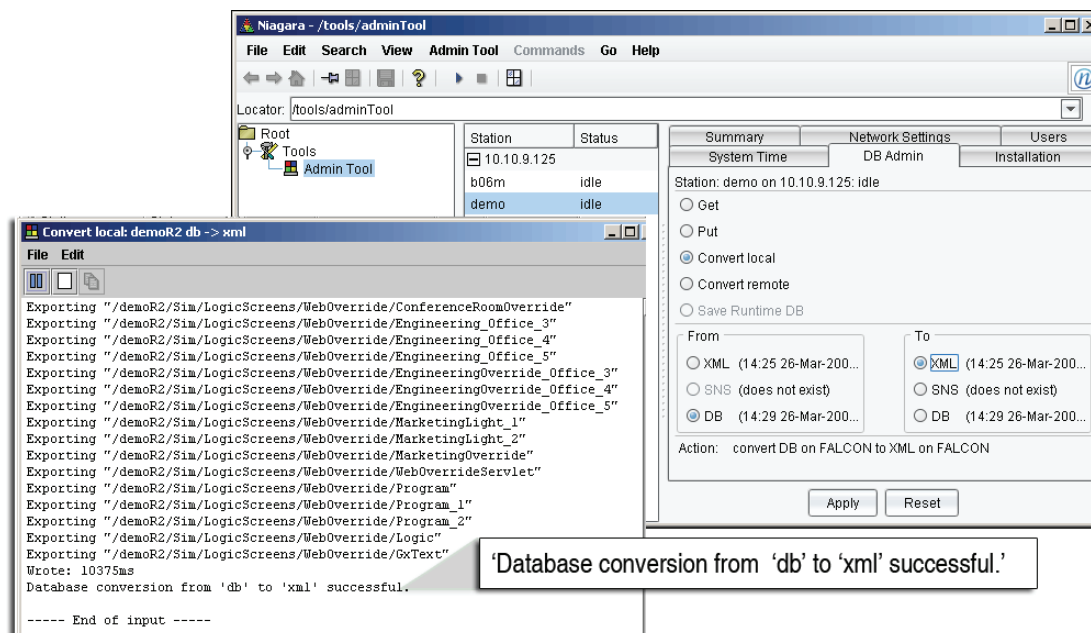 Niagara - /tools/adminTool
File Edit Search View Admin Tool Commands Go Help
Locator: /tools/adminTool
Root
Tools
Admin Tool
Station Status
10.10.9.125
b06m idle
demo idle
Summary Network Settings Users
System Time DB Admin Installation
Station: demo on 10.10.9.125: idle
Get
Put
Convert local
Convert remote
Save Runtime DB
From To
XML (14:25 26-Mar-200... XML (14:25 26-Mar-200...
SNS (does not exist) SNS (does not exist)
DB (14:29 26-Mar-200... DB (14:29 26-Mar-200...
Action: convert DB on FALCON to XML on FALCON
Apply Reset
Convert local: demoR2 db -> xml
File Edit
Exporting "/demoR2/Sim/LogicScreens/WebOverride/ConferenceRoomOverride"
Exporting "/demoR2/Sim/LogicScreens/WebOverride/Engineering_Office_3"
Exporting "/demoR2/Sim/LogicScreens/WebOverride/Engineering_Office_4"
Exporting "/demoR2/Sim/LogicScreens/WebOverride/Engineering_Office_5"
Exporting "/demoR2/Sim/LogicScreens/WebOverride/EngineeringOverride_Office_3"
Exporting "/demoR2/Sim/LogicScreens/WebOverride/EngineeringOverride_Office_4"
Exporting "/demoR2/Sim/LogicScreens/WebOverride/EngineeringOverride_Office_5"
Exporting "/demoR2/Sim/LogicScreens/WebOverride/MarketingLight_1"
Exporting "/demoR2/Sim/LogicScreens/WebOverride/MarketingLight_2"
Exporting "/demoR2/Sim/LogicScreens/WebOverride/MarketingOverride"
Exporting "/demoR2/Sim/LogicScreens/WebOverride/WebOverrideServlet"
Exporting "/demoR2/Sim/LogicScreens/WebOverride/Program"
Exporting "/demoR2/Sim/LogicScreens/WebOverride/Program_1"
Exporting "/demoR2/Sim/LogicScreens/WebOverride/Program_2"
Exporting "/demoR2/Sim/LogicScreens/WebOverride/Logic"
Exporting "/demoR2/Sim/LogicScreens/WebOverride/GxText"
Wrote: 10375ms
Database conversion from 'db' to 'xml' successful.
----- End of input -----
‘Database conversion from ‘db’ to ‘xml’ successful.’